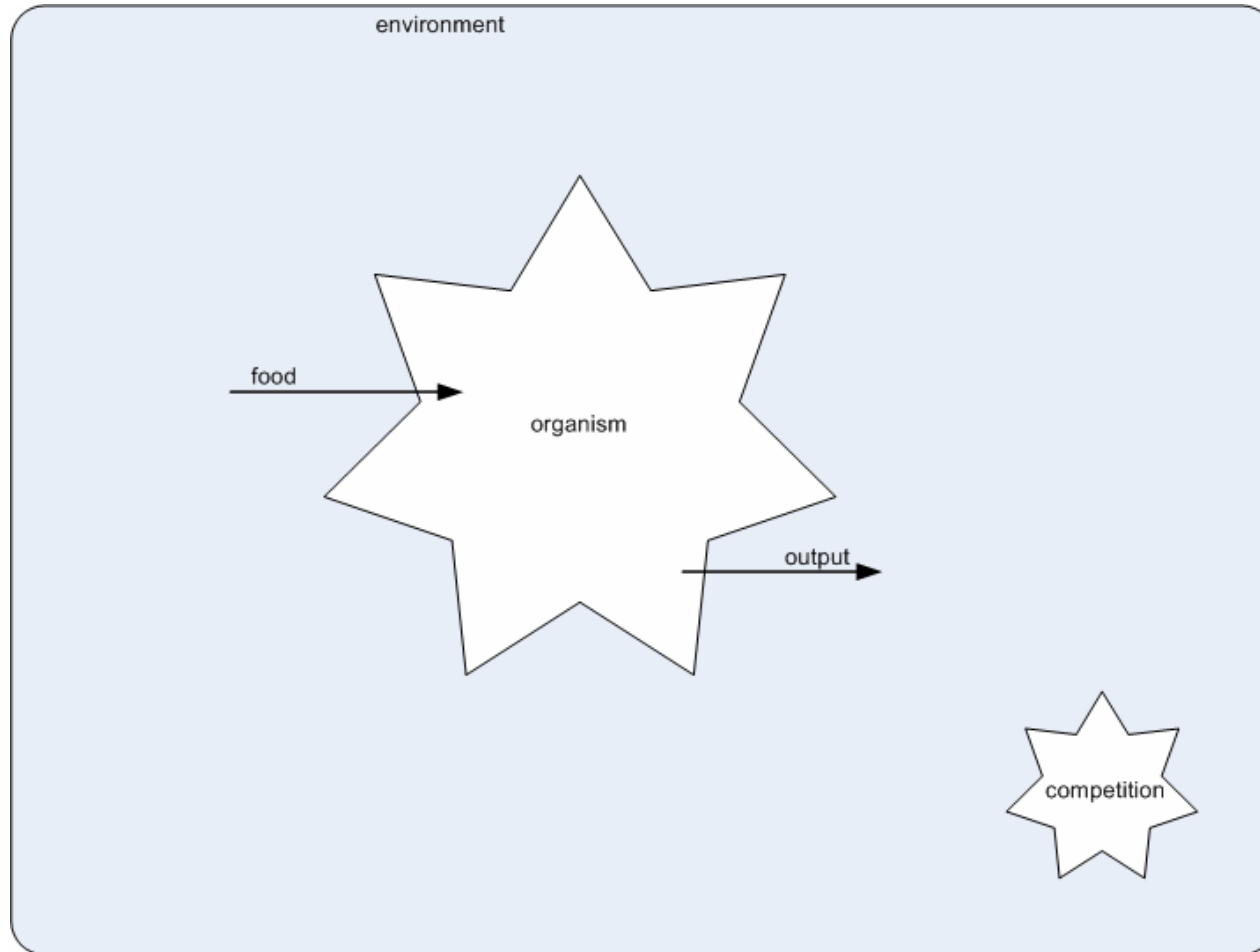 environment
food
organism
output
competition